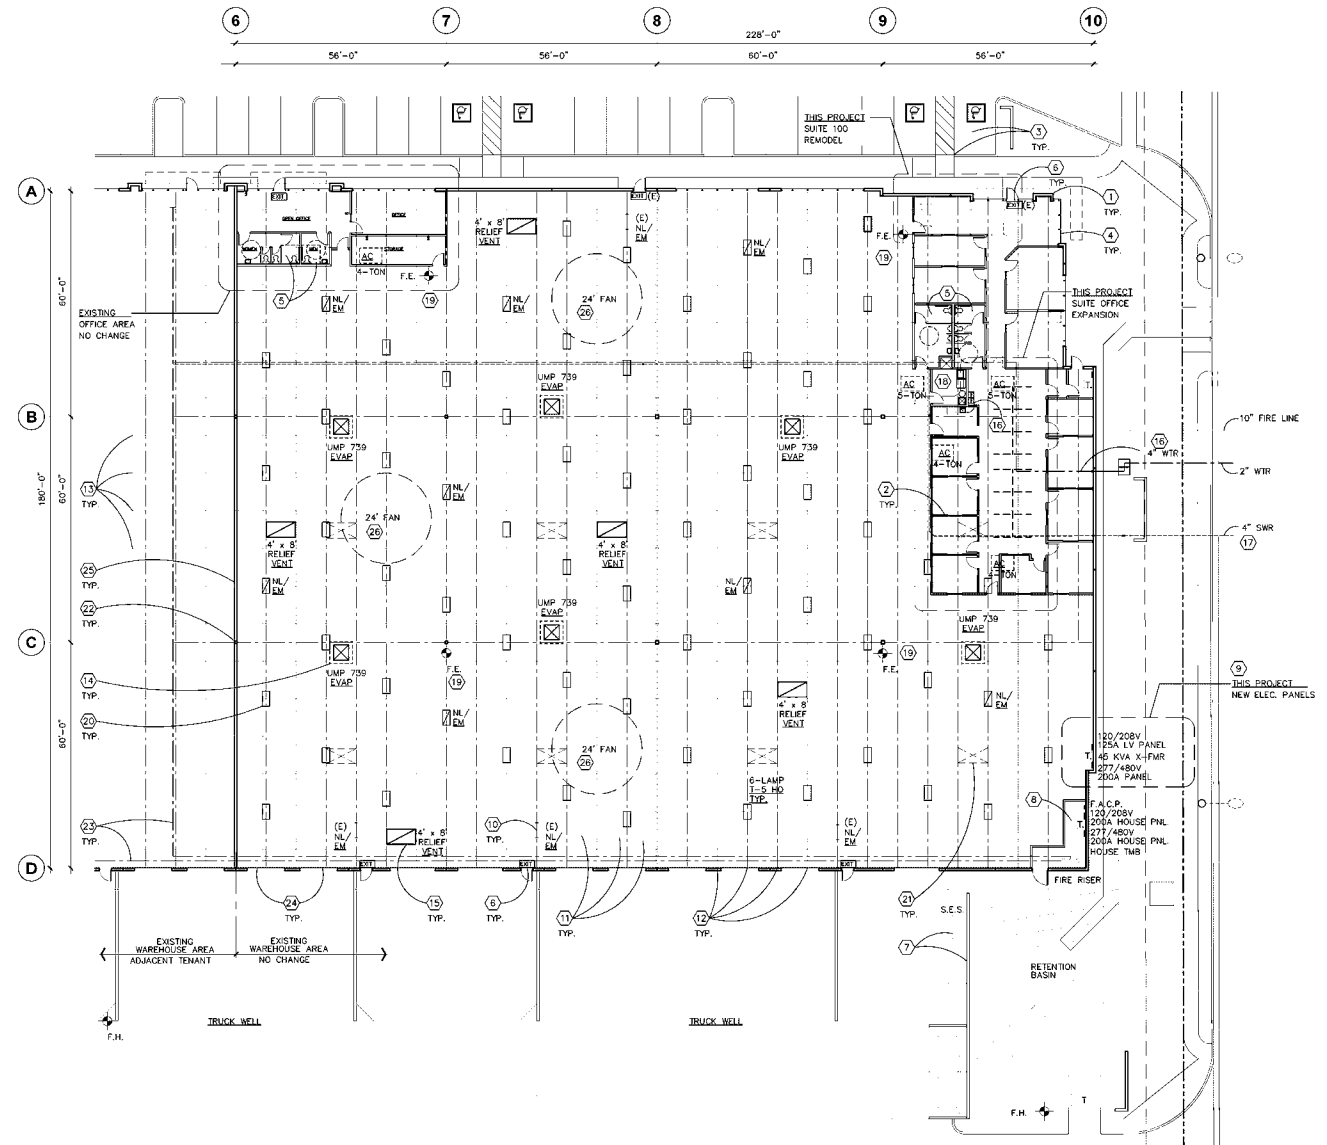 6
7
8
9
10
228'-0"
56'-0"
56'-0"
60'-0"
56'-0"
THIS PROJECT
SUITE 100
REMODEL
3
TYP.
6
TYP.
1
TYP.
4
TYP.
A
EXIT
EXIT (E)
EXIT (E)
OPEN OFFICE
OFFICE
4' x 8'
RELIEF
VENT
(E)
NL/
EM
NL/
EM
F.E.
19
WOMEN
MEN
STORAGE
AC
4-TON
F.E.
19
5
5
60'-0"
EXISTING
OFFICE AREA
NO CHANGE
NL/
EM
NL/
EM
24' FAN
26
THIS PROJECT
SUITE OFFICE
EXPANSION
UMP 739
EVAP
AC
5-TON
18
AC
5-TON
T.
B
UMP 739
EVAP
UMP 739
EVAP
16
10" FIRE LINE
16
4" WTR
2" WTR
AC
4-TON
180'-0"
60'-0"
13
TYP.
NL/
EM
2
TYP.
24' FAN
26
4' x 8'
RELIEF
VENT
4' x 8'
RELIEF
VENT
4" SWR
17
25
TYP.
NL/
EM
NL/
EM
AC
4-TON
22
TYP.
UMP 739
EVAP
UMP 739
EVAP
C
UMP 739
EVAP
F.E.
19
19
F.E.
9
THIS PROJECT
NEW ELEC. PANELS
14
TYP.
20
TYP.
NL/
EM
4' x 8'
RELIEF
VENT
NL/
EM
60'-0"
24' FAN
26
120/208V
125A LV PANEL
45 KVA X-FMR
277/480V
200A PANEL
T.
6-LAMP
T-5 HO
TYP.
8
F.A.C.P.
120/208V
200A HOUSE PNL
277/480V
200A HOUSE PNL
HOUSE TMB
T.
23
TYP.
(E)
NL/
EM
4' x 8'
RELIEF
VENT
10
TYP.
(E)
NL/
EM
(E)
NL/
EM
D
EXIT
EXIT
EXIT
FIRE RISER
24
TYP.
15
TYP.
6
TYP.
11
TYP.
12
TYP.
21
TYP.
S.E.S.
7
EXISTING
WAREHOUSE AREA
ADJACENT TENANT
EXISTING
WAREHOUSE AREA
NO CHANGE
RETENTION
BASIN
TRUCK WELL
TRUCK WELL
F.H.
F.H.
T